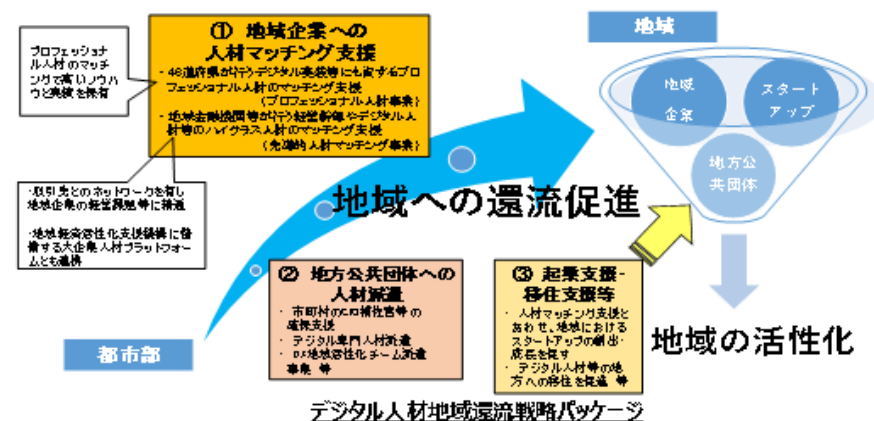 ① 地域企業への
人材マッチング支援
・ 46道府県が行うデジタル実装等にも資するプロ
フェッショナル人材のマッチング支援
(プロフェッショナル人材事業)
・ 地域金融機関等が行う経営幹部やデジタル人
材等のハイクラス人材のマッチング支援
(先導的人材マッチング事業)
プロフェッショナ
ル人材のマッチ
ングで高いノウハ
ウと実績を保有
・取引先とのネットワークを有し
地域企業の経営課題等に精通
・地域経済活性化支援機構に整
備する大企業人材プラットフォー
ムとも連携
地域
地域
企業
スタート
アップ
地方公
共団体
地域への還流促進
② 地方公共団体への
人材派遣
・ 市町村のCIO補佐官等の
確保支援
・ デジタル専門人材派遣
・ DX地域活性化チーム派遣
事業 等
③ 起業支援・
移住支援等
・ 人材マッチング支援と
あわせ、地域における
スタートアップの創出・
成長を促す
・ デジタル人材等の地
方への移住を促進 等
都市部
地域の活性化
デジタル人材地域還流戦略パッケージ